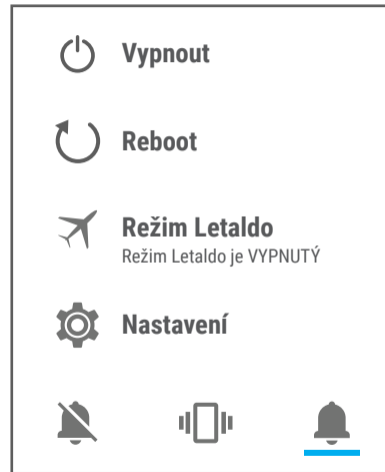 Vypnout
Reboot
Režim Letaldo
Režim Letaldo je VYPNUTÝ
Nastavení